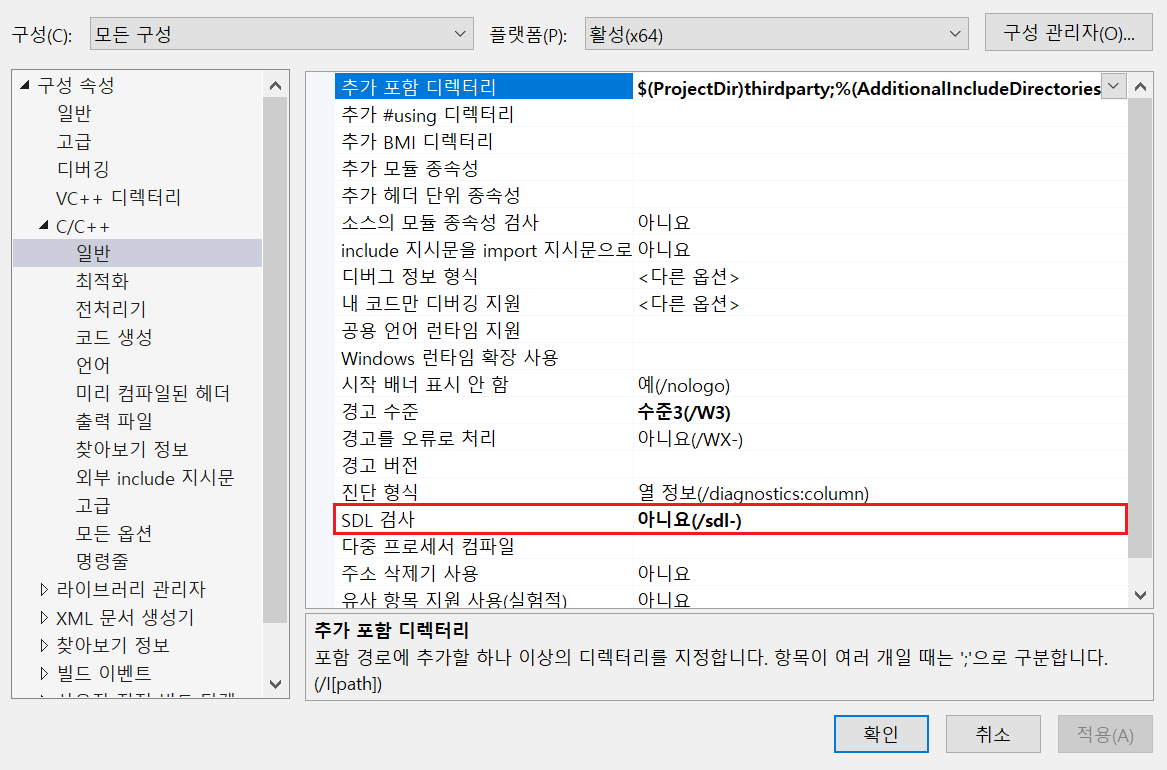 구성(C): 모든 구성 플랫폼(P): 활성(x64) 구성 관리자(O)...
구성 속성
일반
고급
디버깅
VC++ 디렉터리
C/C++
일반
최적화
전처리기
코드 생성
언어
미리 컴파일된 헤더
출력 파일
찾아보기 정보
외부 include 지시문
고급
모든 옵션
명령줄
라이브러리 관리자
XML 문서 생성기
찾아보기 정보
빌드 이벤트
추가 포함 디렉터리 $(ProjectDir)thirdparty;%(AdditionalIncludeDirectories
추가 #using 디렉터리
추가 BMI 디렉터리
추가 모듈 종속성
추가 헤더 단위 종속성
소스의 모듈 종속성 검사 아니요
include 지시문을 import 지시문으로 아니요
디버그 정보 형식 <다른 옵션>
내 코드만 디버깅 지원 <다른 옵션>
공용 언어 런타임 지원
Windows 런타임 확장 사용
시작 배너 표시 안 함 예(/nologo)
경고 수준 수준3(/W3)
경고를 오류로 처리 아니요(/WX-)
경고 버전
진단 형식 열 정보(/diagnostics:column)
SDL 검사 아니요(/sdl-)
다중 프로세서 컴파일
주소 삭제기 사용 아니요
유사 항목 지원 사용(실험적) 아니요
추가 포함 디렉터리
포함 경로에 추가할 하나 이상의 디렉터리를 지정합니다. 항목이 여러 개일 때는 ';'으로 구분합니다.
(/I[path])
확인 취소 적용(A)